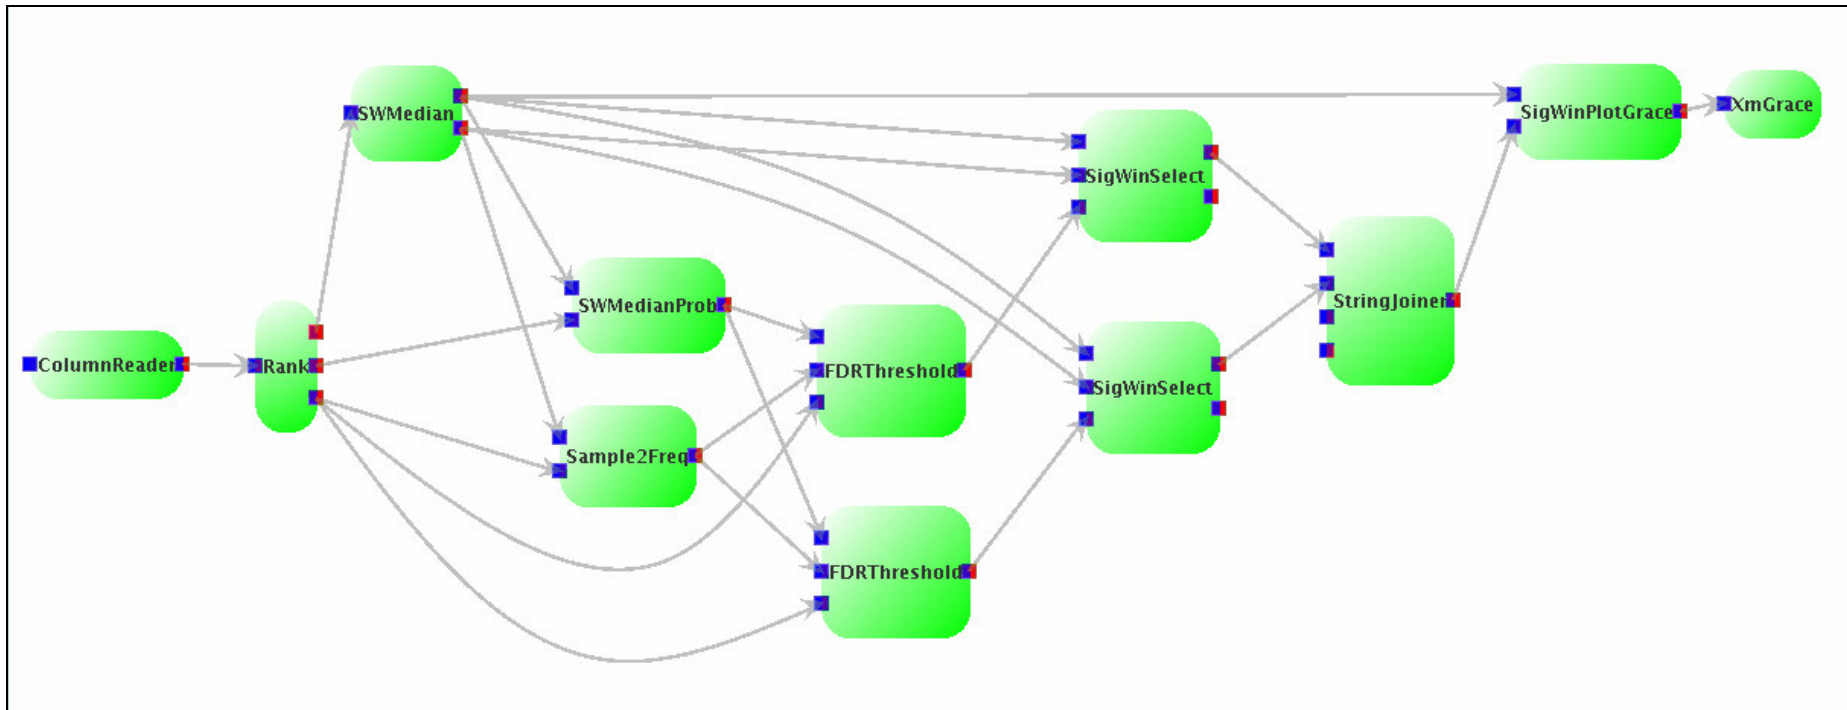 SWMedian
SigWinPlotGrace
XmGrace
SigWinSelect
SWMedianProb
StringJoiner
ColumnReader
Rank
FDRThreshold
SigWinSelect
Sample2Freq
FDRThreshold